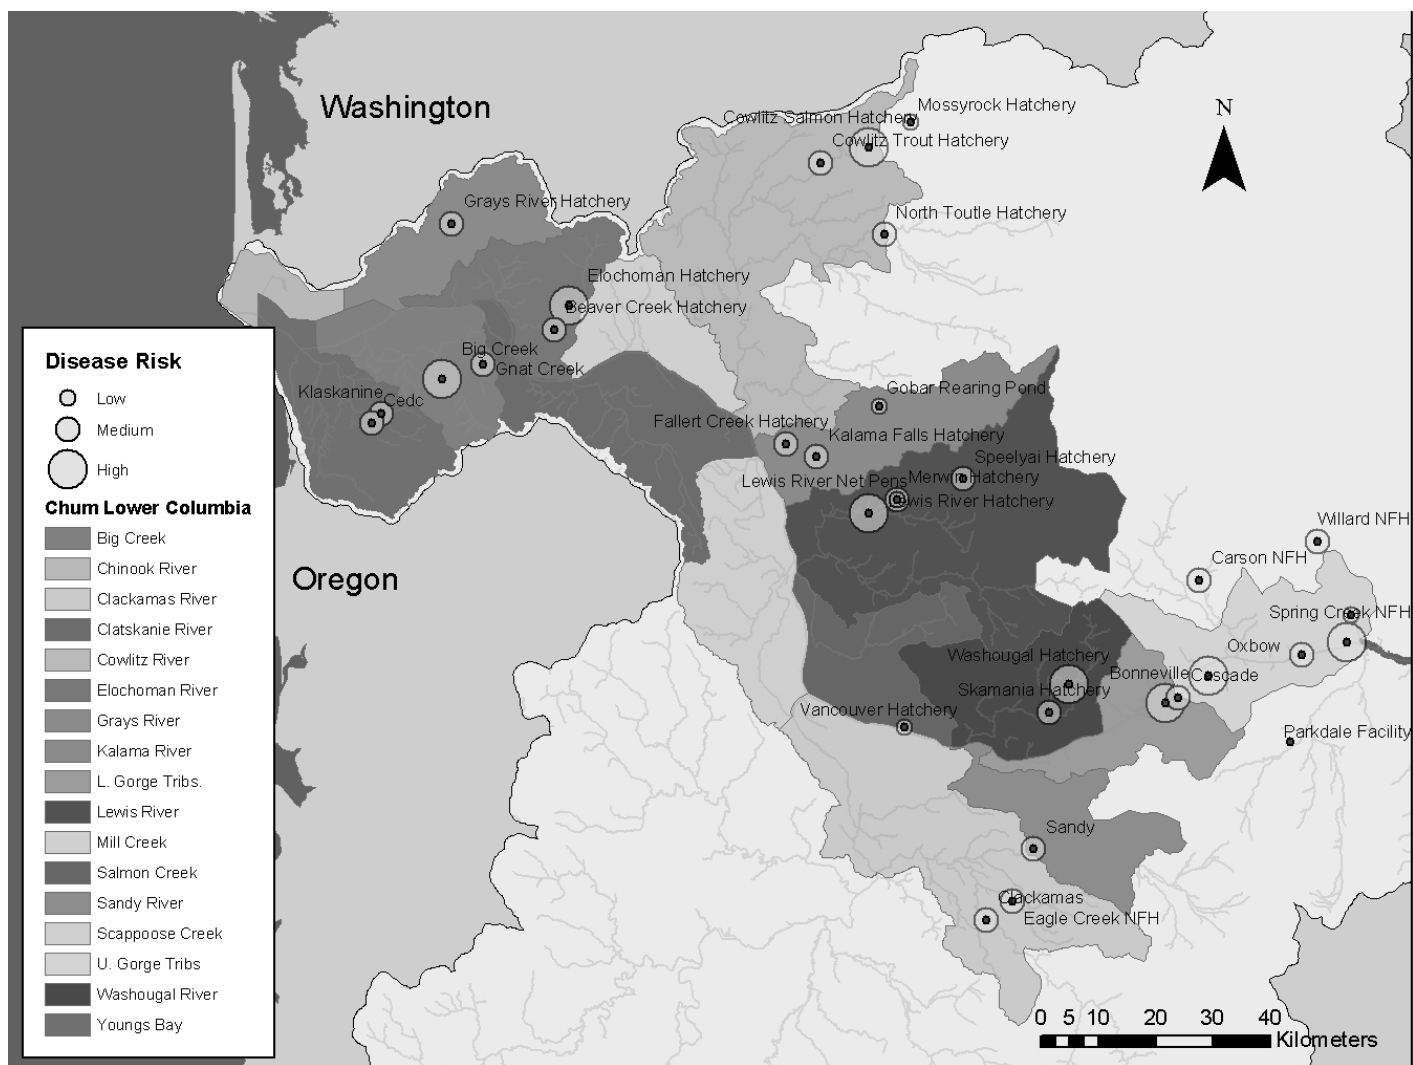 Washington
Mossyrock Hatchery
N
Cowlitz Salmon Hatchery
Cowlitz Trout Hatchery
Grays River Hatchery
North Toutle Hatchery
Elochoman Hatchery
Beaver Creek Hatchery
Big Creek
Gnat Creek
Klaskanine
Cedc
Gobar Rearing Pond
Fallert Creek Hatchery
Kalama Falls Hatchery
Speelyai Hatchery
Lewis River Net Pens
Merwin Hatchery
Lewis River Hatchery
Willard NFH
Carson NFH
Oregon
Spring Creek NFH
Oxbow
Washougal Hatchery
Bonneville
Cascade
Skamania Hatchery
Vancouver Hatchery
Parkdale Facility
Sandy
Clackamas
Eagle Creek NFH
Disease Risk
Low
Medium
High
Chum Lower Columbia
Big Creek
Chinook River
Clackamas River
Clatskanie River
Cowlitz River
Elochoman River
Grays River
Kalama River
L. Gorge Tribs.
Lewis River
Mill Creek
Salmon Creek
Sandy River
Scappoose Creek
U. Gorge Tribs
Washougal River
Youngs Bay
0 5 10 20 30 40
Kilometers